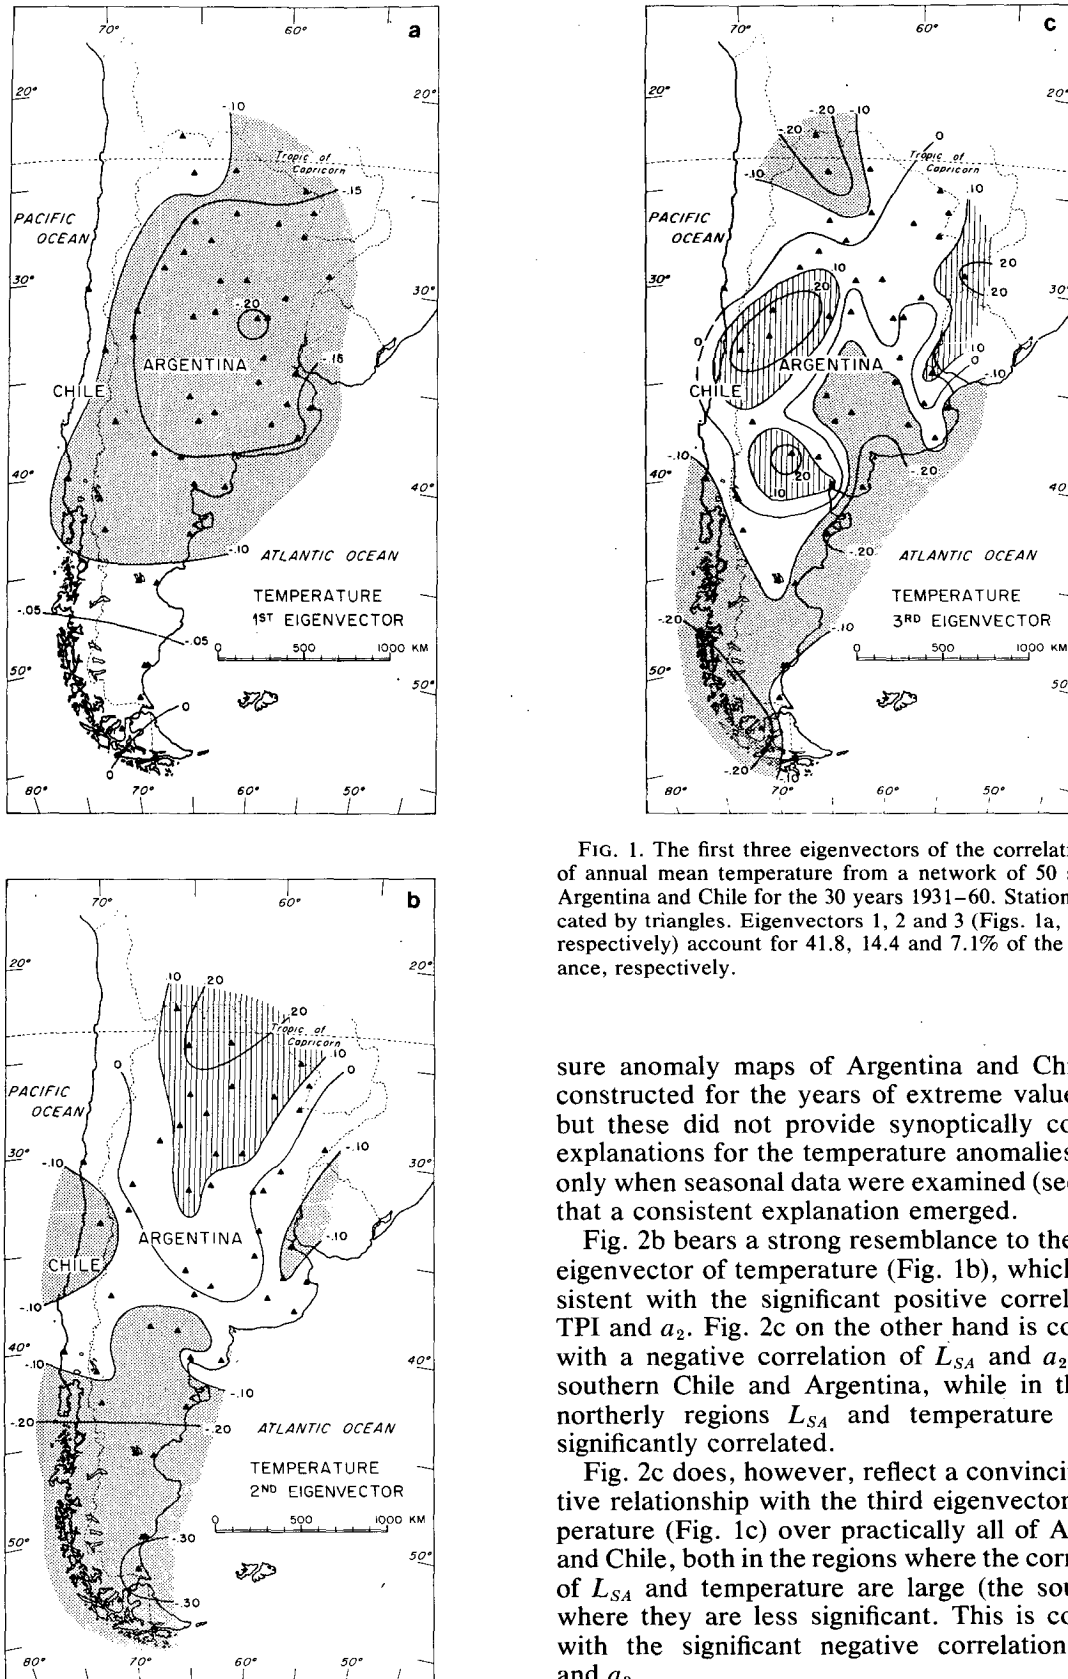 a
70° 60°
20° 20°
-.10
Tropic of
Capricorn
-.15
PACIFIC
OCEAN
30° 30°
-.20
ARGENTINA
-.15
CHILE
40° 40°
-.10
ATLANTIC OCEAN
TEMPERATURE
1ST EIGENVECTOR
-.05
-.05
0 400 1000 KM
50° 50°
0
0
80° 70° 60° 50°
b
70° 60°
20° 20°
.10 .20
.20
Tropic of
Capricorn
.10
0 0
PACIFIC
OCEAN
-.10 -.10
30° 30°
ARGENTINA
CHILE
-.10
-.10
40° 40°
-.10
-.10
-.20
-.20
ATLANTIC OCEAN
TEMPERATURE
2ND EIGENVECTOR
0 400 1000 KM
-.30
50° 50°
-.30
80° 70° 60° 50°
c
70° 60°
20° 20°
-.20 -.20 -.10
0
Tropic of
Capricorn
-.10
.10
PACIFIC
OCEAN
.10
.20
20
.20
30° 30°
0
ARGENTINA
.10
0
-.10
CHILE
.10
.20
.10
-.10
-.20
40° 40°
-.20
ATLANTIC OCEAN
TEMPERATURE
3RD EIGENVECTOR
-.20
-.10
0 400 1000 KM
50° 50
-.20
-.10
80° 70° 60° 50°
FIG. 1. The first three eigenvectors of the correlati
of annual mean temperature from a network of 50
Argentina and Chile for the 30 years 1931–60. Station
cated by triangles. Eigenvectors 1, 2 and 3 (Figs. 1a,
respectively) account for 41.8, 14.4 and 7.1% of the
ance, respectively.
sure anomaly maps of Argentina and Chi
constructed for the years of extreme value
but these did not provide synoptically co
explanations for the temperature anomalies
only when seasonal data were examined (se
that a consistent explanation emerged.
Fig. 2b bears a strong resemblance to the
eigenvector of temperature (Fig. 1b), which
sistent with the significant positive correl
TPI and a2. Fig. 2c on the other hand is co
with a negative correlation of LSA and a2
southern Chile and Argentina, while in th
northerly regions LSA and temperature
significantly correlated.
Fig. 2c does, however, reflect a convinci
tive relationship with the third eigenvector
perature (Fig. 1c) over practically all of A
and Chile, both in the regions where the corr
of LSA and temperature are large (the sou
where they are less significant. This is co
with the significant negative correlation
and a